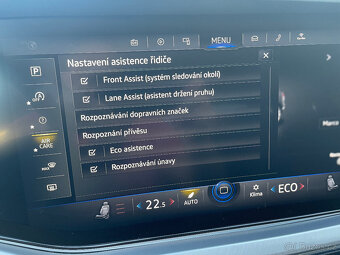 MENU
Nastavení asistence řidiče
Front Assist (systém sledování okolí)
Lane Assist (asistent držení pruhu)
Rozpoznávání dopravních značek
Rozpoznání přívěsu
Eco asistence
Rozpoznávání únavy
AIR
CARE
MAX
22.5
AUTO
Klima
ECO